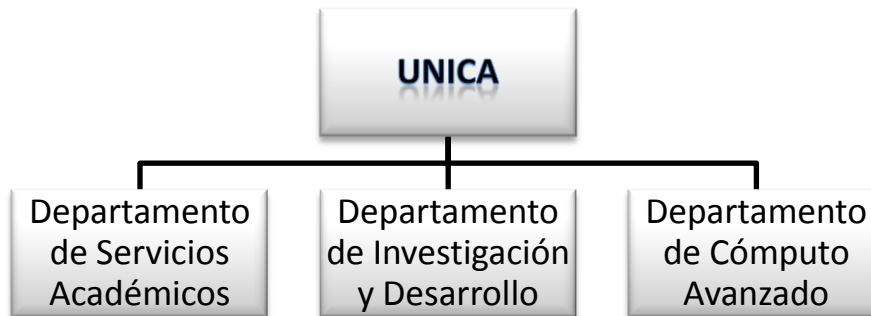 UNICA
Departamento
de Servicios
Académicos
Departamento
de Investigación
y Desarrollo
Departamento
de Cómputo
Avanzado